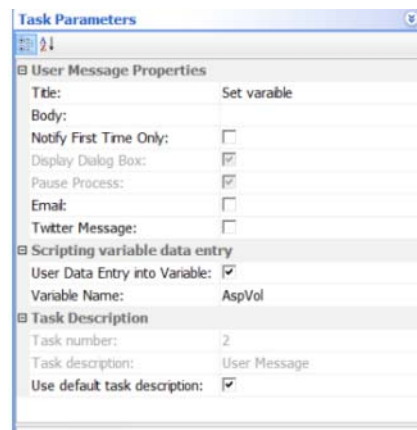 Task Parameters
User Message Properties
Title: Set varaible
Body:
Notify First Time Only:
Display Dialog Box:
Pause Process:
Email:
Twitter Message:
Scripting variable data entry
User Data Entry into Variable:
Variable Name: AspVol
Task Description
Task number: 2
Task description: User Message
Use default task description: